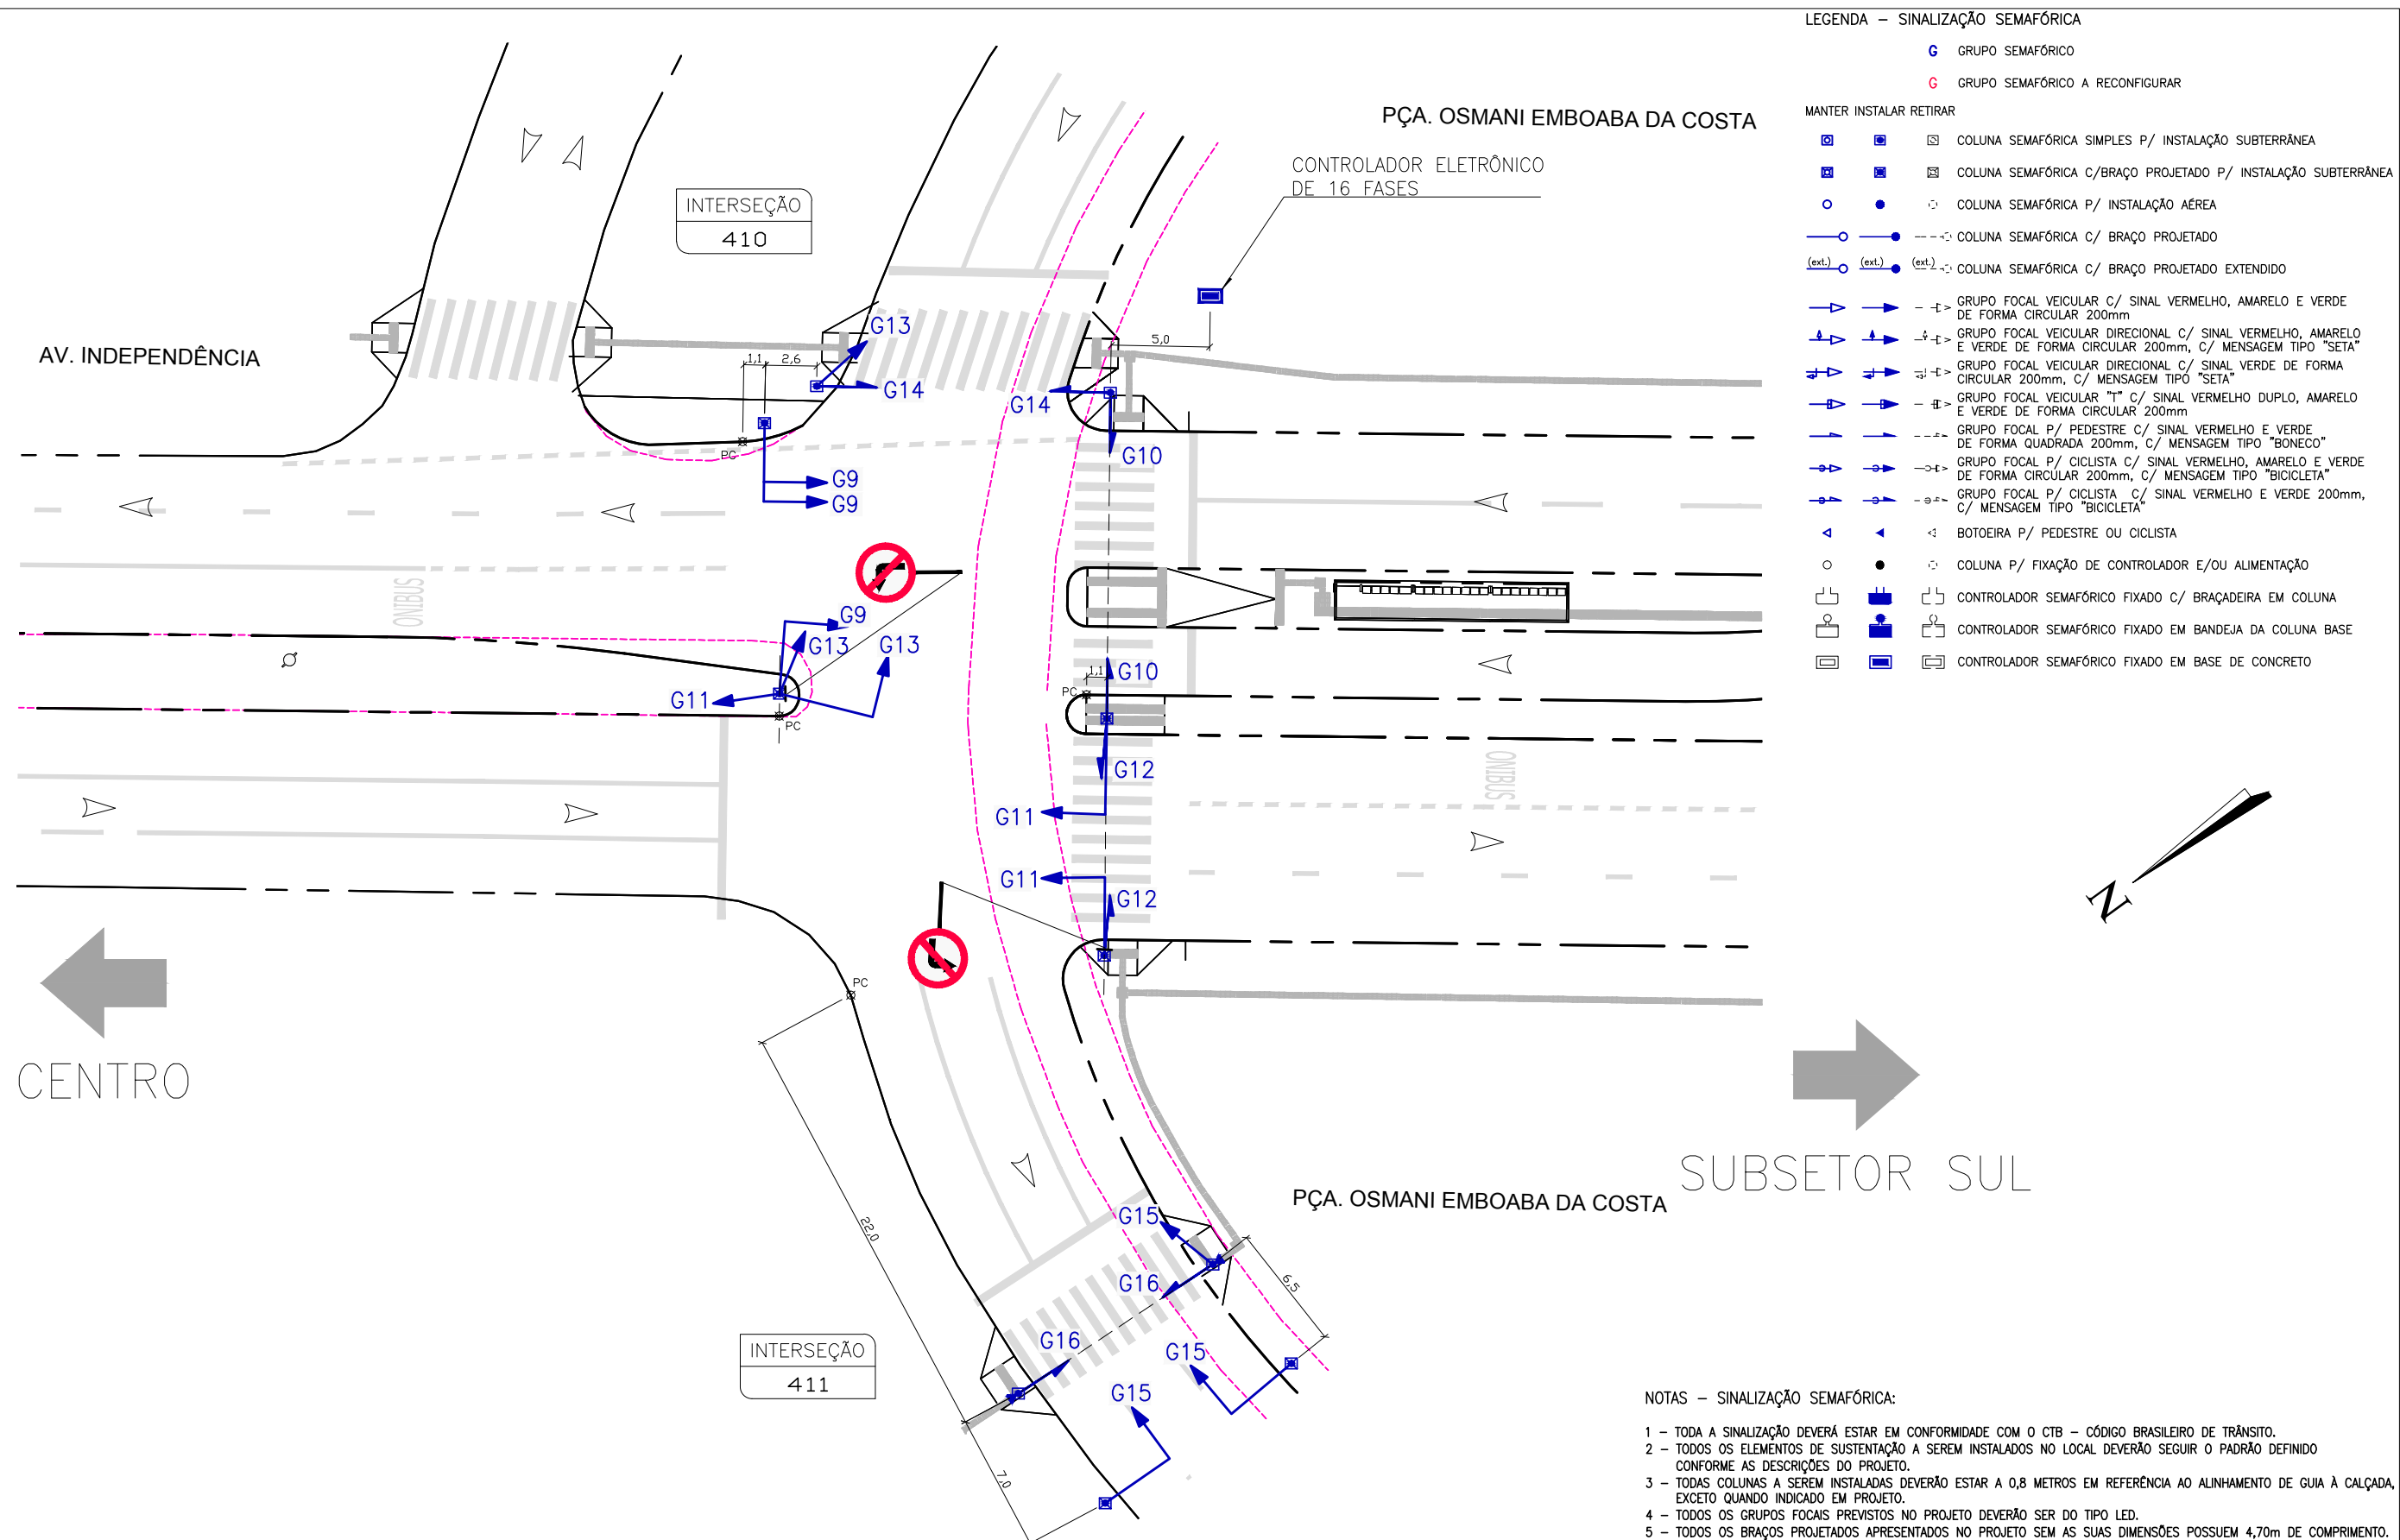 LEGENDA – SINALIZAÇÃO SEMAFÓRICA
G GRUPO SEMAFÓRICO
G GRUPO SEMAFÓRICO A RECONFIGURAR
MANTER INSTALAR RETIRAR
COLUNA SEMAFÓRICA SIMPLES P/ INSTALAÇÃO SUBTERRÂNEA
COLUNA SEMAFÓRICA C/BRAÇO PROJETADO P/ INSTALAÇÃO SUBTERRÂNEA
COLUNA SEMAFÓRICA P/ INSTALAÇÃO AÉREA
COLUNA SEMAFÓRICA C/ BRAÇO PROJETADO
(ext.) (ext.) (ext.) COLUNA SEMAFÓRICA C/ BRAÇO PROJETADO EXTENDIDO
GRUPO FOCAL VEICULAR C/ SINAL VERMELHO, AMARELO E VERDE
DE FORMA CIRCULAR 200mm
GRUPO FOCAL VEICULAR DIRECIONAL C/ SINAL VERMELHO, AMARELO
E VERDE DE FORMA CIRCULAR 200mm, C/ MENSAGEM TIPO "SETA"
GRUPO FOCAL VEICULAR DIRECIONAL C/ SINAL VERDE DE FORMA
CIRCULAR 200mm, C/ MENSAGEM TIPO "SETA"
GRUPO FOCAL VEICULAR "T" C/ SINAL VERMELHO DUPLO, AMARELO
E VERDE DE FORMA CIRCULAR 200mm
GRUPO FOCAL P/ PEDESTRE C/ SINAL VERMELHO E VERDE
DE FORMA QUADRADA 200mm, C/ MENSAGEM TIPO "BONECO"
GRUPO FOCAL P/ CICLISTA C/ SINAL VERMELHO, AMARELO E VERDE
DE FORMA CIRCULAR 200mm, C/ MENSAGEM TIPO "BICICLETA"
GRUPO FOCAL P/ CICLISTA C/ SINAL VERMELHO E VERDE 200mm,
C/ MENSAGEM TIPO "BICICLETA"
BOTOEIRA P/ PEDESTRE OU CICLISTA
COLUNA P/ FIXAÇÃO DE CONTROLADOR E/OU ALIMENTAÇÃO
CONTROLADOR SEMAFÓRICO FIXADO C/ BRAÇADEIRA EM COLUNA
CONTROLADOR SEMAFÓRICO FIXADO EM BANDEJA DA COLUNA BASE
CONTROLADOR SEMAFÓRICO FIXADO EM BASE DE CONCRETO
PÇA. OSMANI EMBOABA DA COSTA
CONTROLADOR ELETRÔNICO
DE 16 FASES
INTERSEÇÃO
410
AV. INDEPENDÊNCIA
G13
1,1
2,6
5,0
G14
G14
PC
G10
G9
G9
ONIBUS
G9
G13
G13
G11
PC
1,1
PC
G10
G12
ONIBUS
G11
G11
G12
N
PC
CENTRO
SUBSETOR SUL
PÇA. OSMANI EMBOABA DA COSTA
22,0
G15
G16
6,5
INTERSEÇÃO
411
G16
G15
G15
7,0
NOTAS – SINALIZAÇÃO SEMAFÓRICA:
1 – TODA A SINALIZAÇÃO DEVERÁ ESTAR EM CONFORMIDADE COM O CTB – CÓDIGO BRASILEIRO DE TRÂNSITO.
2 – TODOS OS ELEMENTOS DE SUSTENTAÇÃO A SEREM INSTALADOS NO LOCAL DEVERÃO SEGUIR O PADRÃO DEFINIDO
CONFORME AS DESCRIÇÕES DO PROJETO.
3 – TODAS COLUNAS A SEREM INSTALADAS DEVERÃO ESTAR A 0,8 METROS EM REFERÊNCIA AO ALINHAMENTO DE GUIA À CALÇADA,
EXCETO QUANDO INDICADO EM PROJETO.
4 – TODOS OS GRUPOS FOCAIS PREVISTOS NO PROJETO DEVERÃO SER DO TIPO LED.
5 – TODOS OS BRAÇOS PROJETADOS APRESENTADOS NO PROJETO SEM AS SUAS DIMENSÕES POSSUEM 4,70m DE COMPRIMENTO.